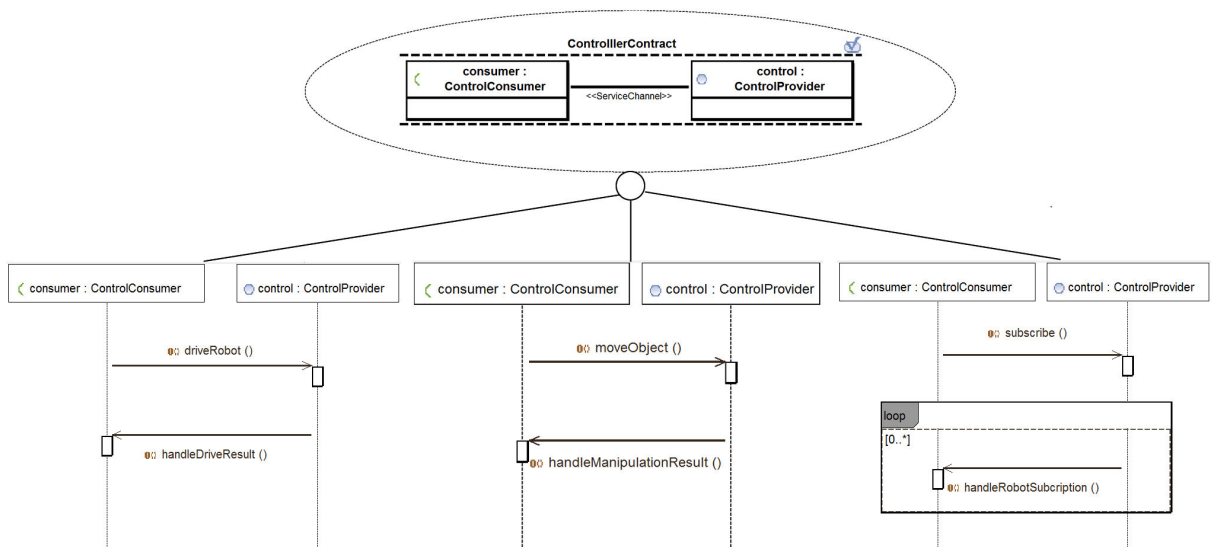 ControlllerContract
consumer :
ControlConsumer
<<ServiceChannel>>
control :
ControlProvider
consumer : ControlConsumer
control : ControlProvider
driveRobot ()
handleDriveResult ()
consumer : ControlConsumer
control : ControlProvider
moveObject ()
handleManipulationResult ()
consumer : ControlConsumer
control : ControlProvider
subscribe ()
loop
[0..*]
handleRobotSubcription ()